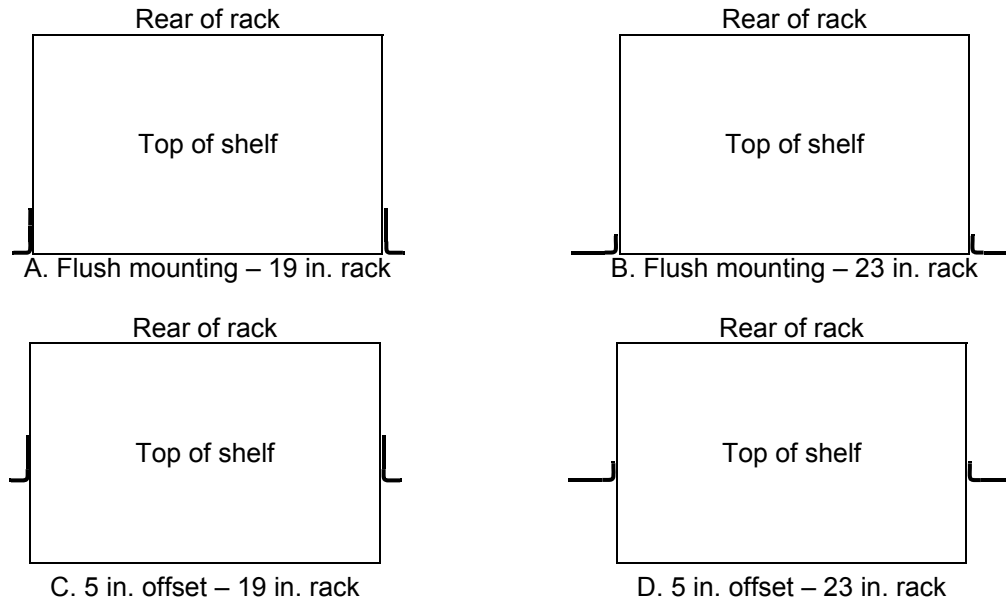 Rear of rack
Top of shelf
A. Flush mounting – 19 in. rack
Rear of rack
Top of shelf
B. Flush mounting – 23 in. rack
Rear of rack
Top of shelf
C. 5 in. offset – 19 in. rack
Rear of rack
Top of shelf
D. 5 in. offset – 23 in. rack